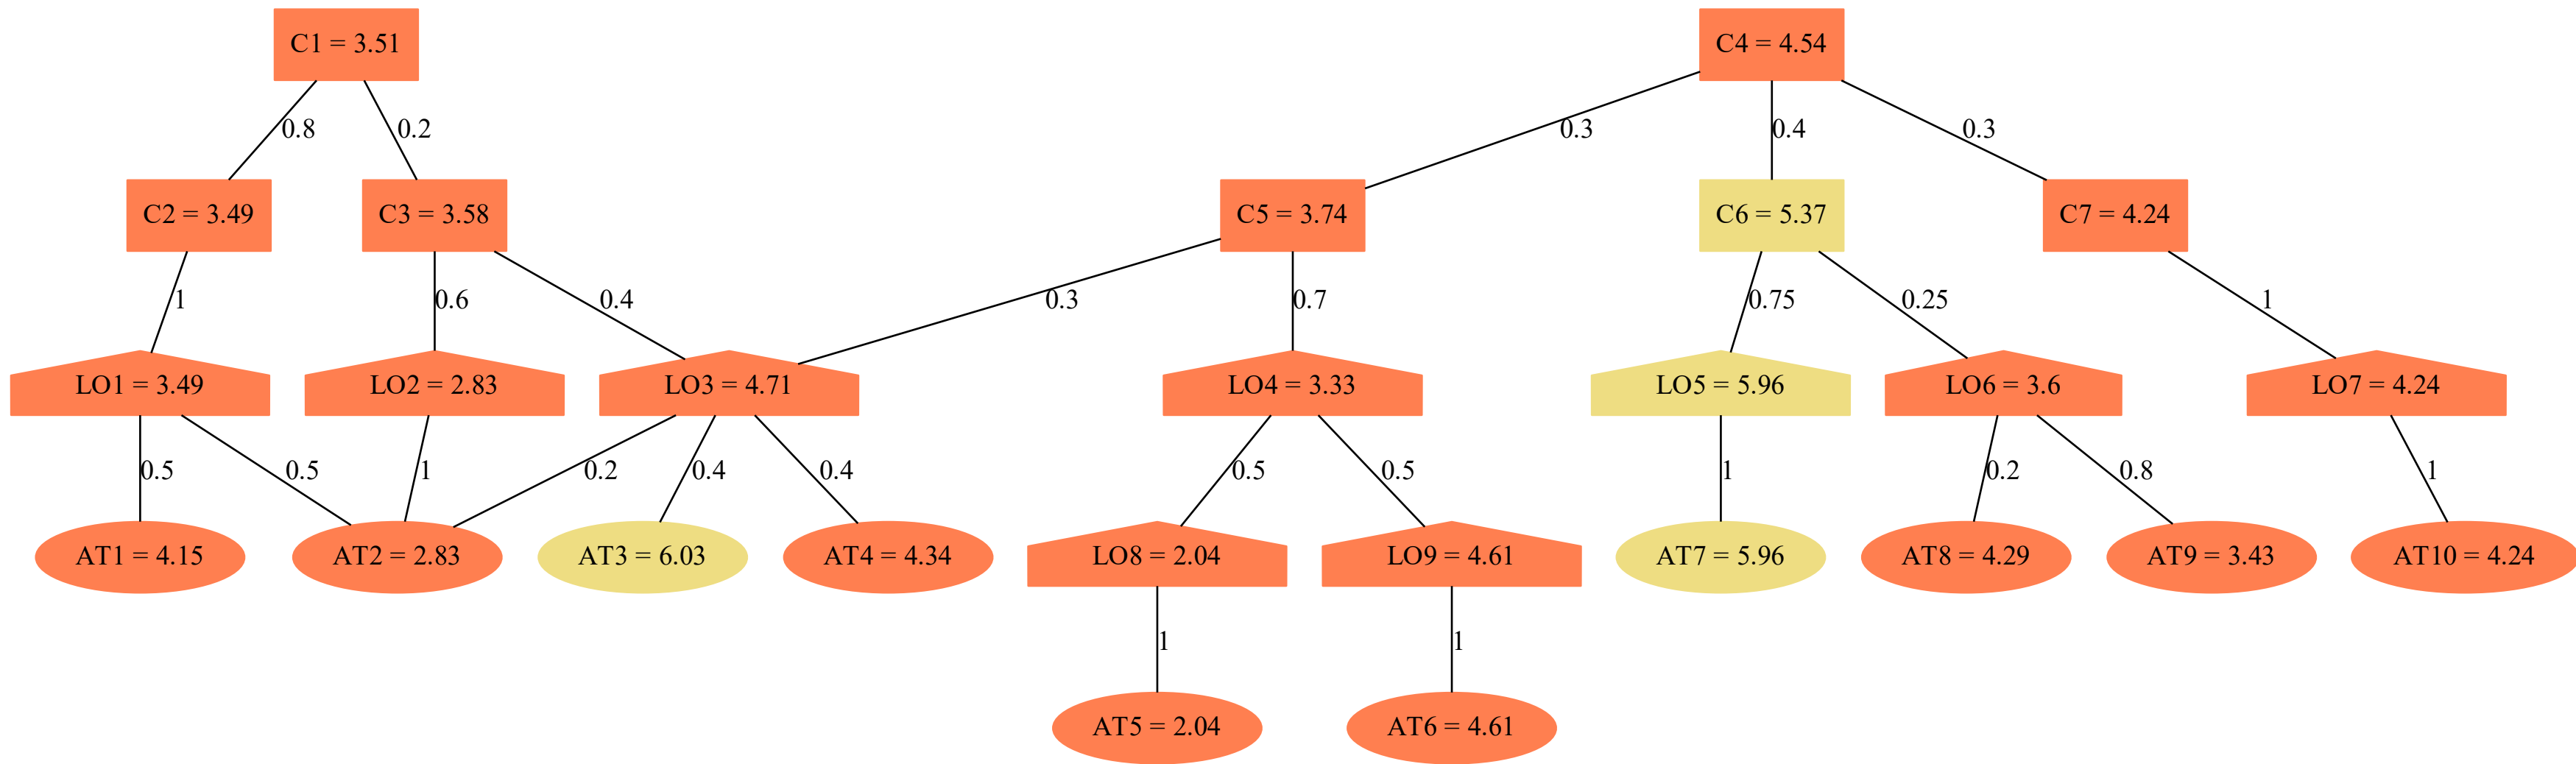 C1 = 3.51
C4 = 4.54
0.8
0.2
0.3
0.4
0.3
C2 = 3.49
C3 = 3.58
C5 = 3.74
C6 = 5.37
C7 = 4.24
1
0.6
0.4
0.3
0.7
0.75
0.25
1
LO1 = 3.49
LO2 = 2.83
LO3 = 4.71
LO4 = 3.33
LO5 = 5.96
LO6 = 3.6
LO7 = 4.24
0.5
0.5
1
0.2
0.4
0.4
0.5
0.5
1
0.2
0.8
1
AT1 = 4.15
AT2 = 2.83
AT3 = 6.03
AT4 = 4.34
LO8 = 2.04
LO9 = 4.61
AT7 = 5.96
AT8 = 4.29
AT9 = 3.43
AT10 = 4.24
1
1
AT5 = 2.04
AT6 = 4.61